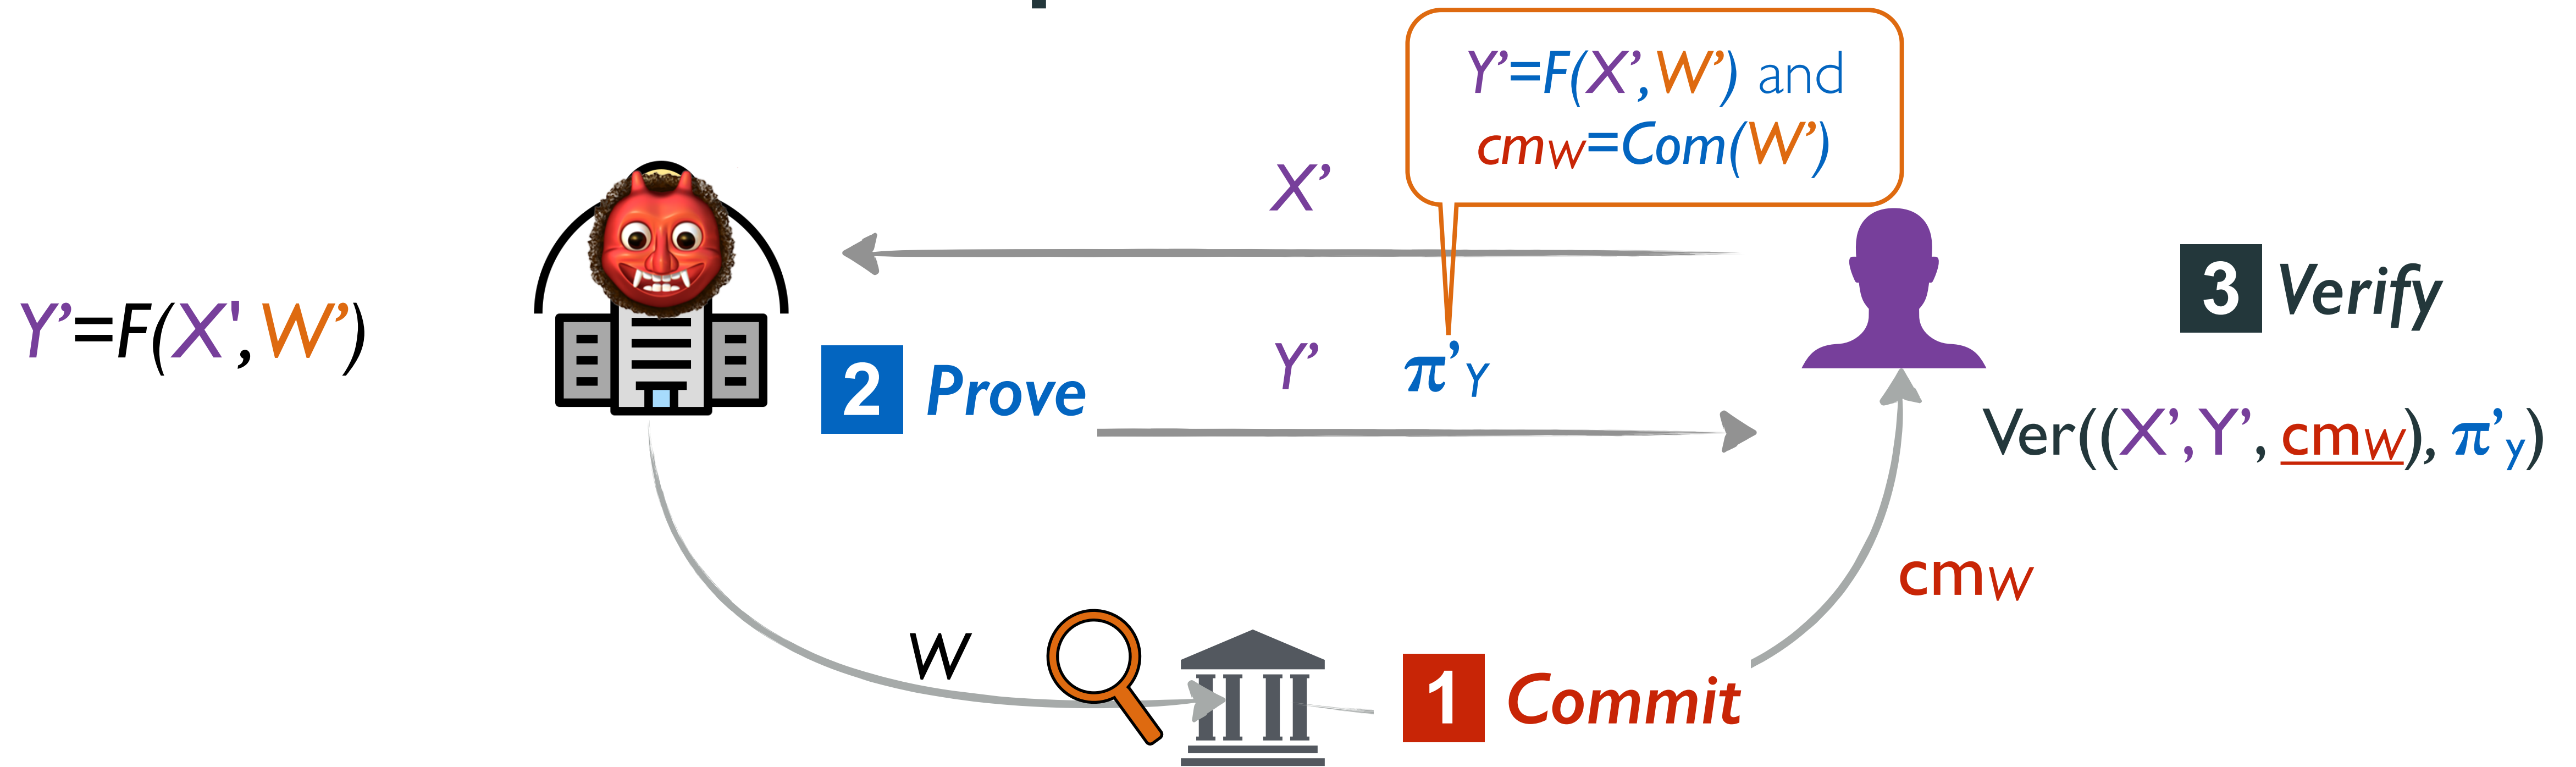 Y’=F(X’,W’) and
cmW=Com(W’)
X’
3 Verify
Y’=F(X',W’)
2 Prove
Y’ π’Y
Ver((X’,Y’, cmW), π’y)
cmW
W
1 Commit